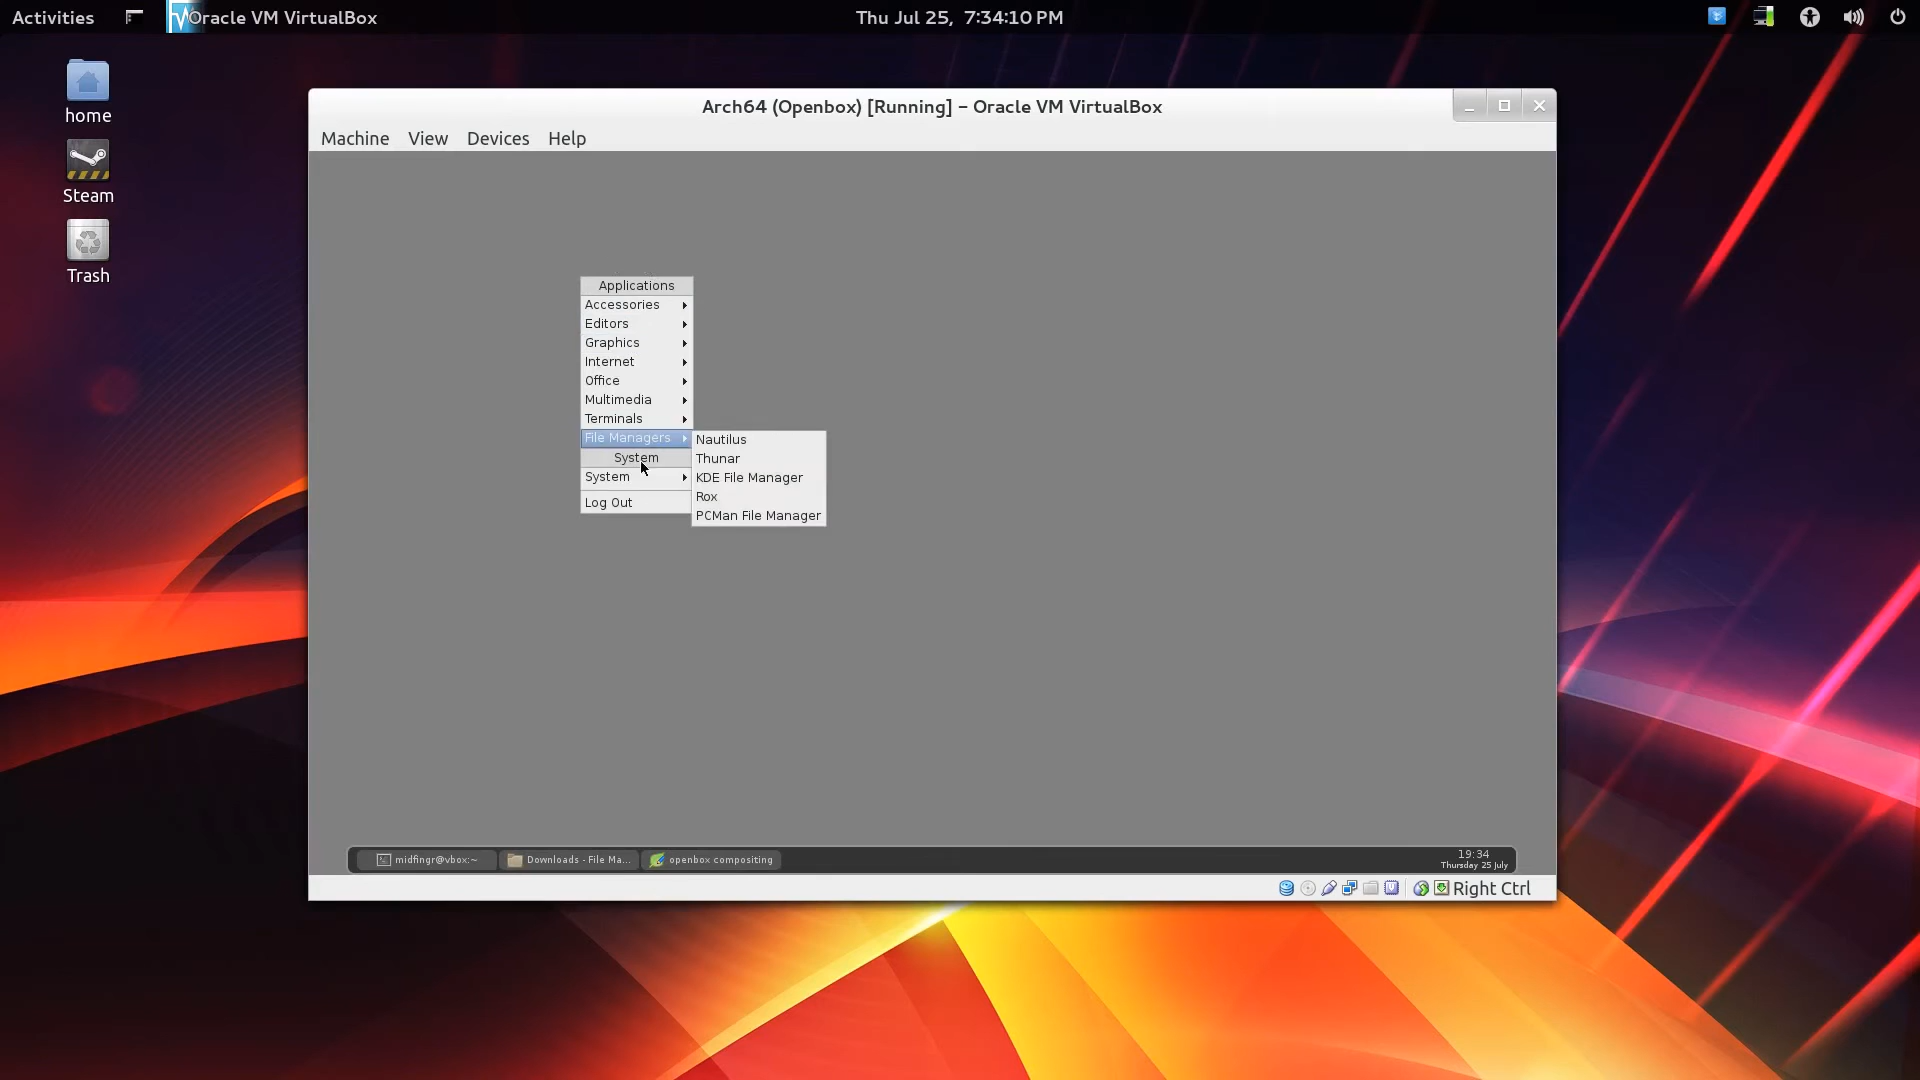 Activities
Oracle VM VirtualBox
Thu Jul 25, 7:34:10 PM
home
Steam
Trash
Arch64 (Openbox) [Running] – Oracle VM VirtualBox
Machine View Devices Help
Applications
Accessories
Editors
Graphics
Internet
Office
Multimedia
Terminals
File Managers
System
System
Log Out
Nautilus
Thunar
KDE File Manager
Rox
PCMan File Manager
midfingr@vbox:~
Downloads - File Ma...
openbox compositing
19:34
Thursday 25 July
Right Ctrl